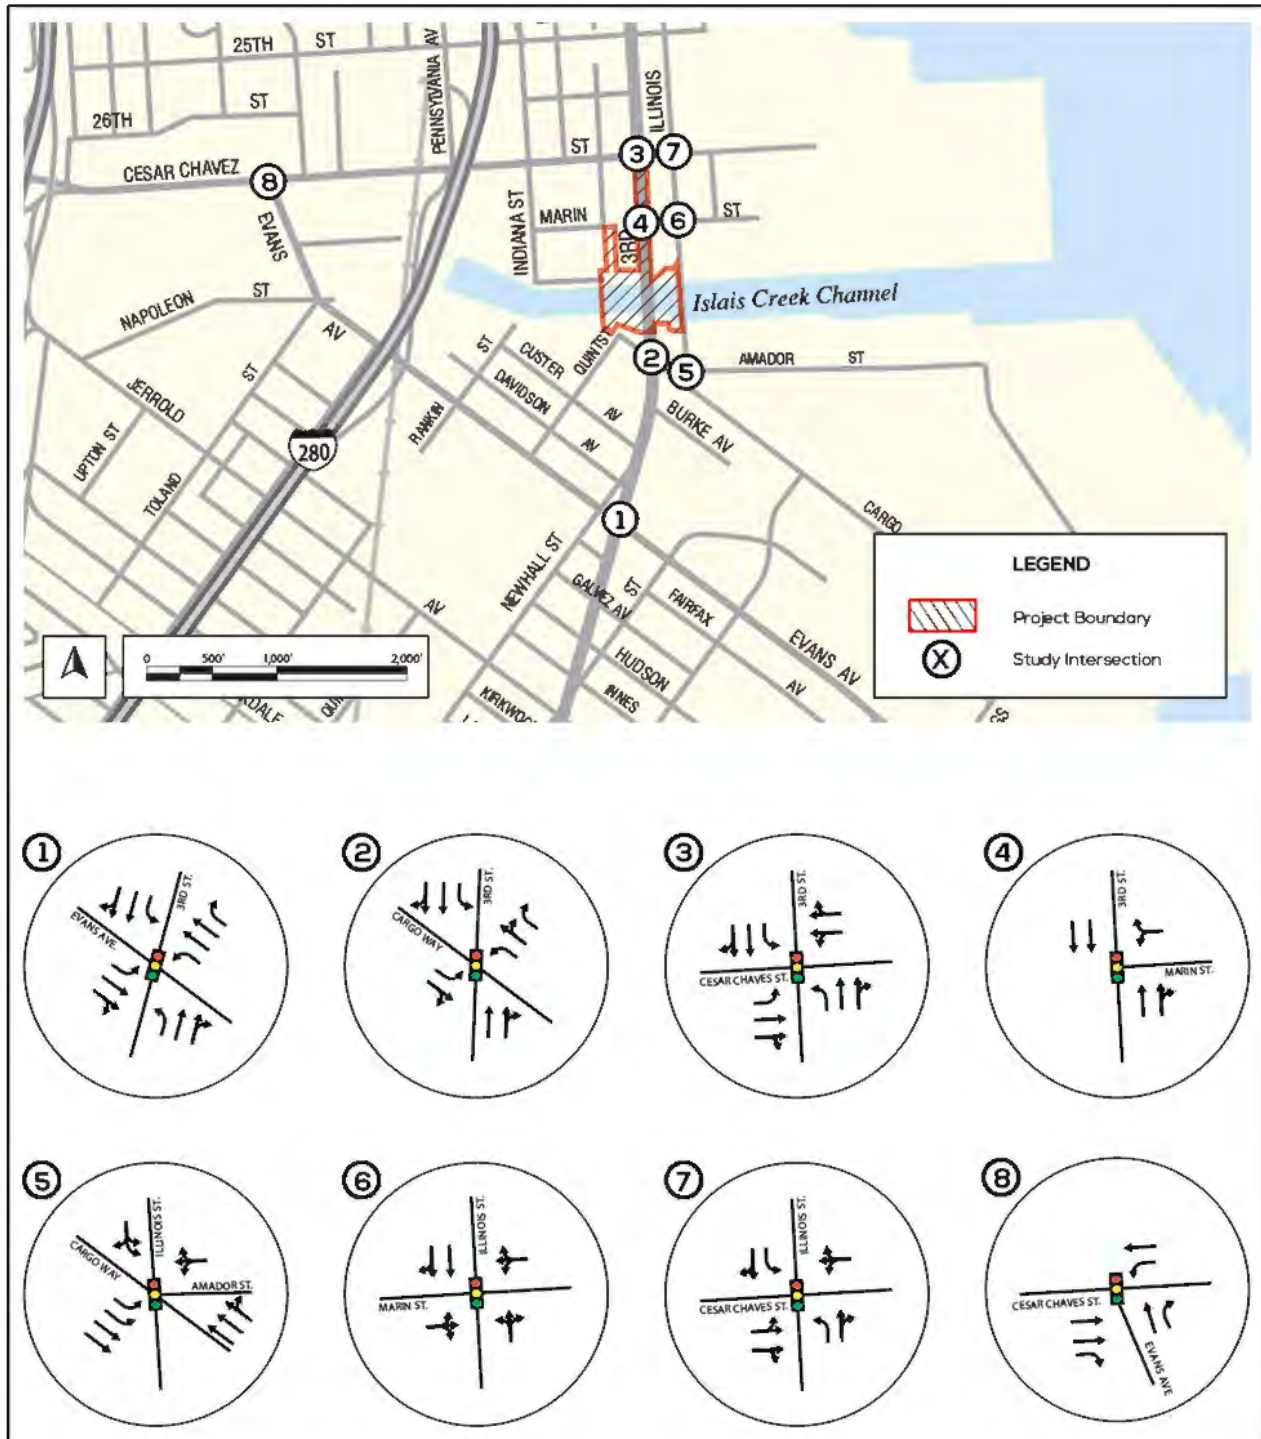 25TH ST
PENNSYLVANIA AV
ILLINOIS
26TH ST
CESAR CHAVEZ ST
3
7
8
EVANS AV
INDIANA ST
MARIN ST
4
6
3RD
Islais Creek Channel
NAPOLEON ST
2
5
AMADOR ST
JERROLD AV
UPTON ST
TOLAND ST
280
RANKIN ST
CUSTER AV
DAVIDSON AV
QUINT ST
BURKE AV
CARGO
1
NEWHALL ST
GALVEZ AV
ST
FAIRFAX AV
EVANS AV
HUDSON
INNES
KIRKWOO
LEGEND
Project Boundary
X
Study Intersection
0 500' 1,000' 2,000'
1
3RD ST.
EVANS AVE.
2
3RD ST.
CARGO WAY
3
3RD ST.
CESAR CHAVES ST.
4
3RD ST.
MARIN ST.
5
ILLINOIS ST.
CARGO WAY
AMADOR ST.
6
ILLINOIS ST.
MARIN ST.
7
ILLINOIS ST.
CESAR CHAVES ST.
8
CESAR CHAVES ST.
EVANS AVE